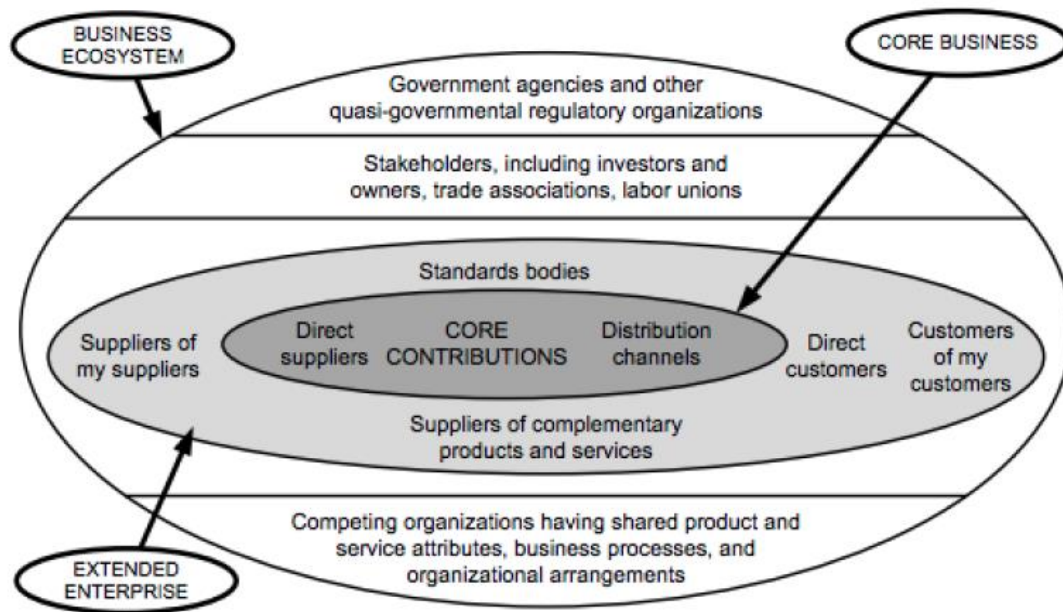 BUSINESS
ECOSYSTEM
CORE BUSINESS
Government agencies and other
quasi-governmental regulatory organizations
Stakeholders, including investors and
owners, trade associations, labor unions
Standards bodies
Suppliers of
my suppliers
Direct
suppliers
CORE
CONTRIBUTIONS
Distribution
channels
Direct
customers
Customers
of my
customers
Suppliers of complementary
products and services
Competing organizations having shared product and
service attributes, business processes, and
organizational arrangements
EXTENDED
ENTERPRISE